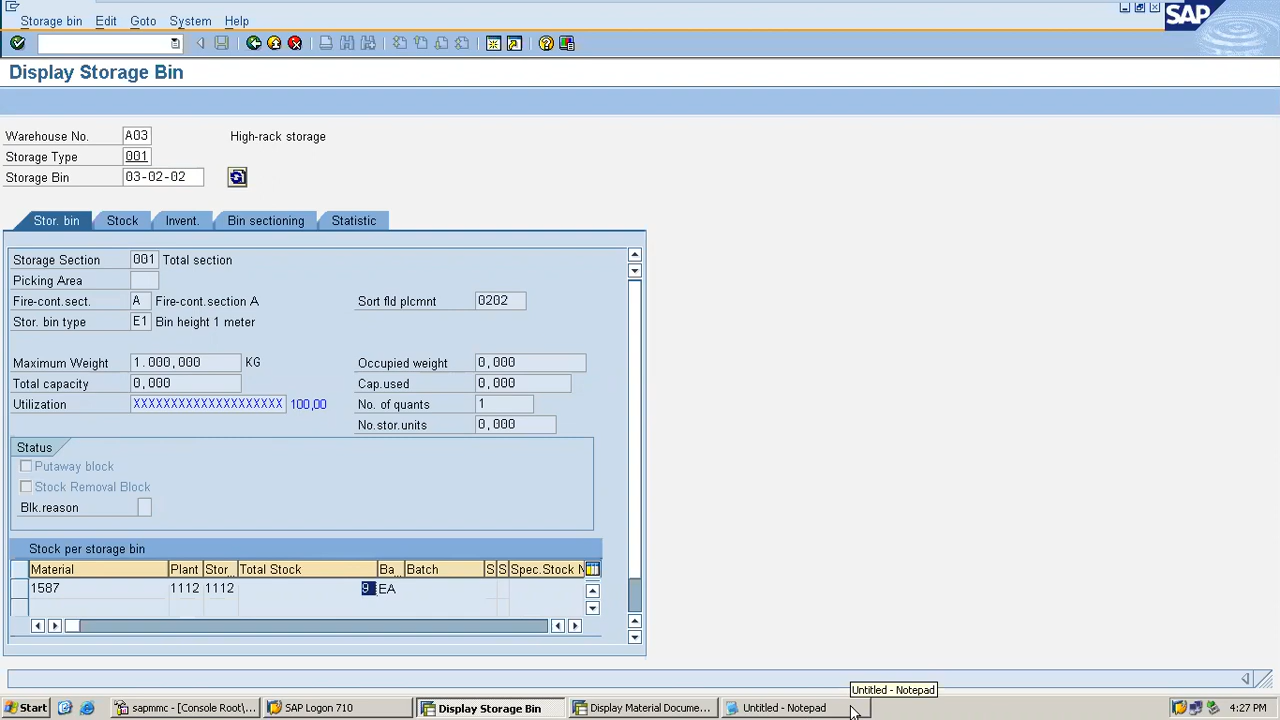 Storage bin Edit Goto System Help
SAP
Display Storage Bin
Warehouse No. A03 High-rack storage
Storage Type 001
Storage Bin 03-02-02
Stor. bin Stock Invent. Bin sectioning Statistic
Storage Section 001 Total section
Picking Area
Fire-cont.sect. A Fire-cont.section A Sort fld plcmnt 0202
Stor. bin type E1 Bin height 1 meter
Maximum Weight 1.000,000 KG Occupied weight 0,000
Total capacity 0,000 Cap.used 0,000
Utilization XXXXXXXXXXXXXXXXXXXX 100,00 No. of quants 1
No.stor.units 0,000
Status
Putaway block
Stock Removal Block
Blk.reason
Stock per storage bin
Material Plant Stor... Total Stock Ba... Batch S S Spec.Stock N
1587 1112 1112 9 EA
Untitled - Notepad
Start sapmmc - [Console Root\... SAP Logon 710 Display Storage Bin Display Material Docume... Untitled - Notepad 4:27 PM